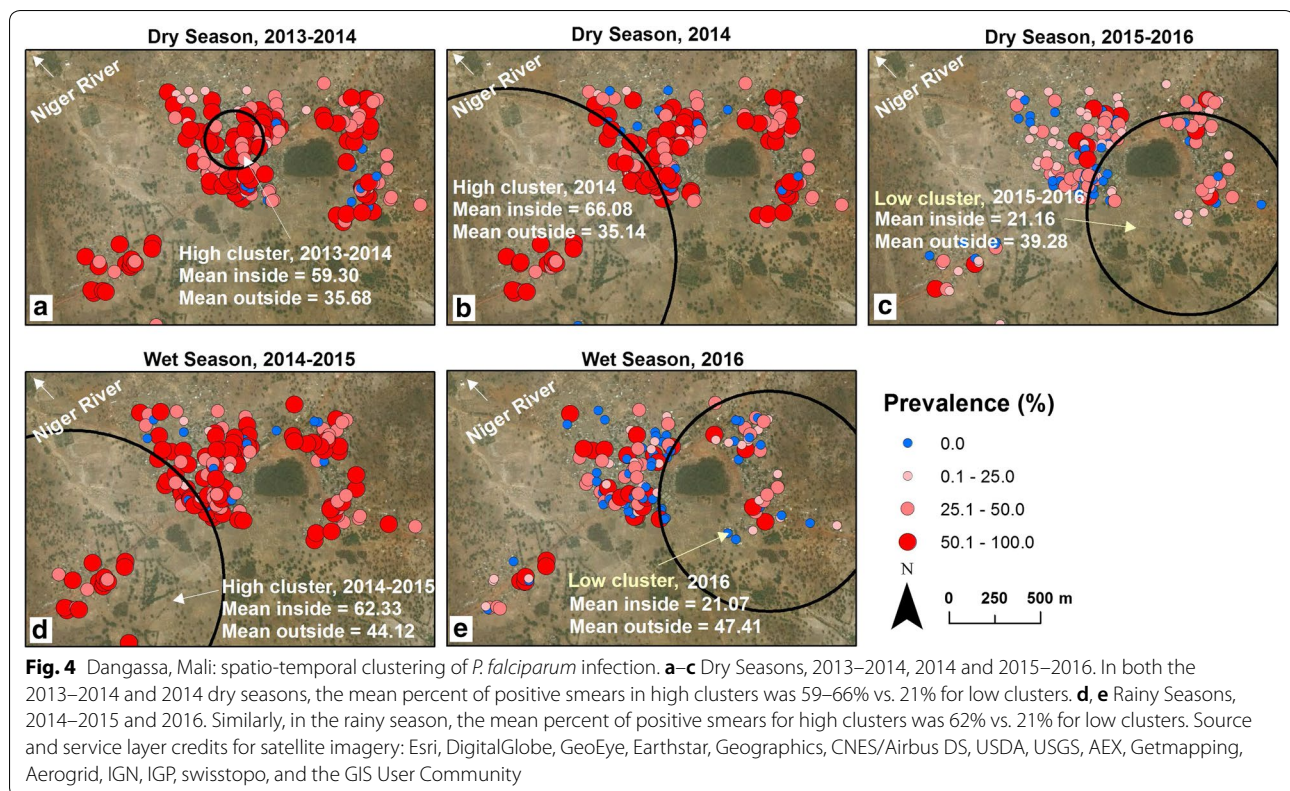 Dry Season, 2013-2014
Niger River
High cluster, 2013-2014
Mean inside = 59.30
Mean outside = 35.68
a
Dry Season, 2014
Niger River
High cluster, 2014
Mean inside = 66.08
Mean outside = 35.14
b
Dry Season, 2015-2016
Niger River
Low cluster, 2015-2016
Mean inside = 21.16
Mean outside = 39.28
c
Wet Season, 2014-2015
Niger River
High cluster, 2014-2015
Mean inside = 62.33
Mean outside = 44.12
d
Wet Season, 2016
Niger River
Low cluster, 2016
Mean inside = 21.07
Mean outside = 47.41
e
Prevalence (%)
0.0
0.1 - 25.0
25.1 - 50.0
50.1 - 100.0
N
0 250 500 m
Fig. 4 Dangassa, Mali: spatio-temporal clustering of P. falciparum infection. a–c Dry Seasons, 2013–2014, 2014 and 2015–2016. In both the
2013–2014 and 2014 dry seasons, the mean percent of positive smears in high clusters was 59–66% vs. 21% for low clusters. d, e Rainy Seasons,
2014–2015 and 2016. Similarly, in the rainy season, the mean percent of positive smears for high clusters was 62% vs. 21% for low clusters. Source
and service layer credits for satellite imagery: Esri, DigitalGlobe, GeoEye, Earthstar, Geographics, CNES/Airbus DS, USDA, USGS, AEX, Getmapping,
Aerogrid, IGN, IGP, swisstopo, and the GIS User Community